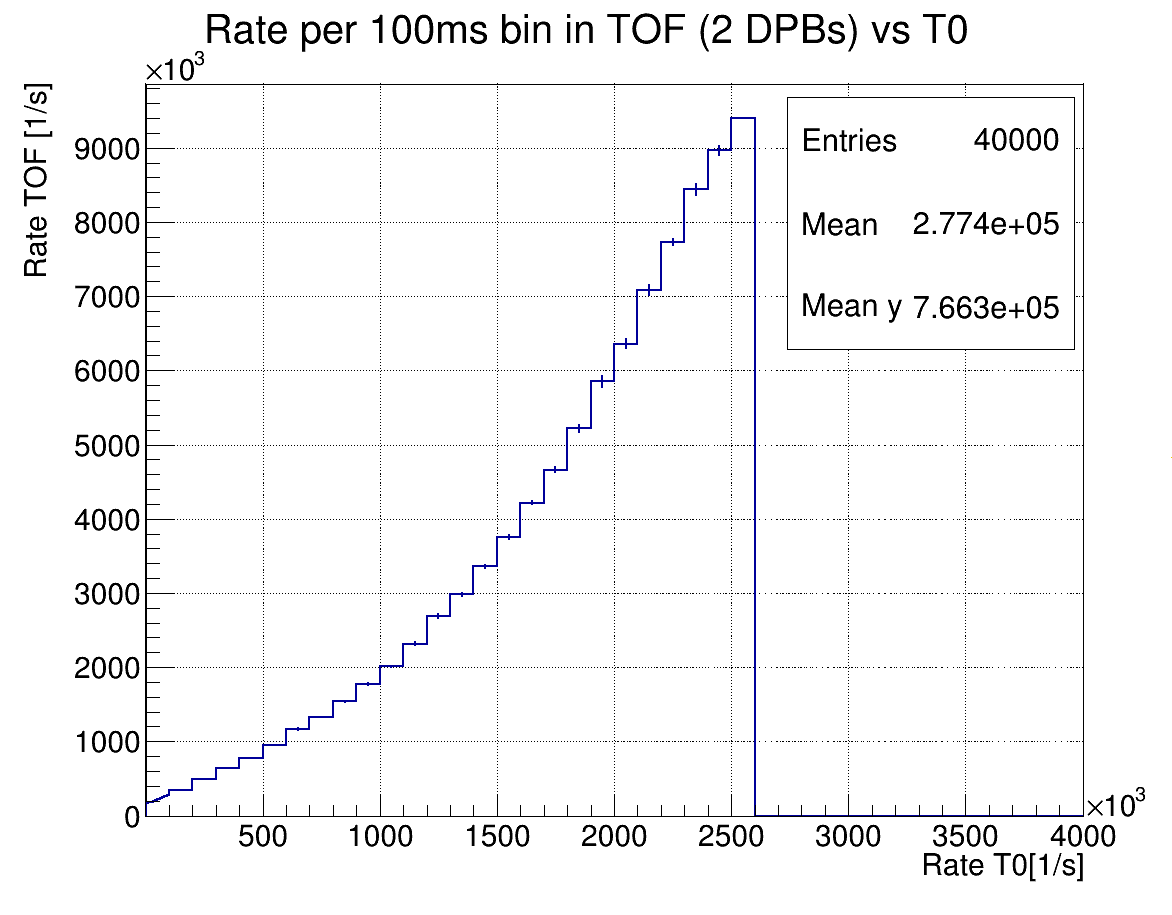 Rate per 100ms bin in TOF (2 DPBs) vs T0
×10³
Rate TOF [1/s]
9000
8000
7000
6000
5000
4000
3000
2000
1000
0
Entries 40000
Mean 2.774e+05
Mean y 7.663e+05
500 1000 1500 2000 2500 3000 3500 4000
×10³
Rate T0[1/s]